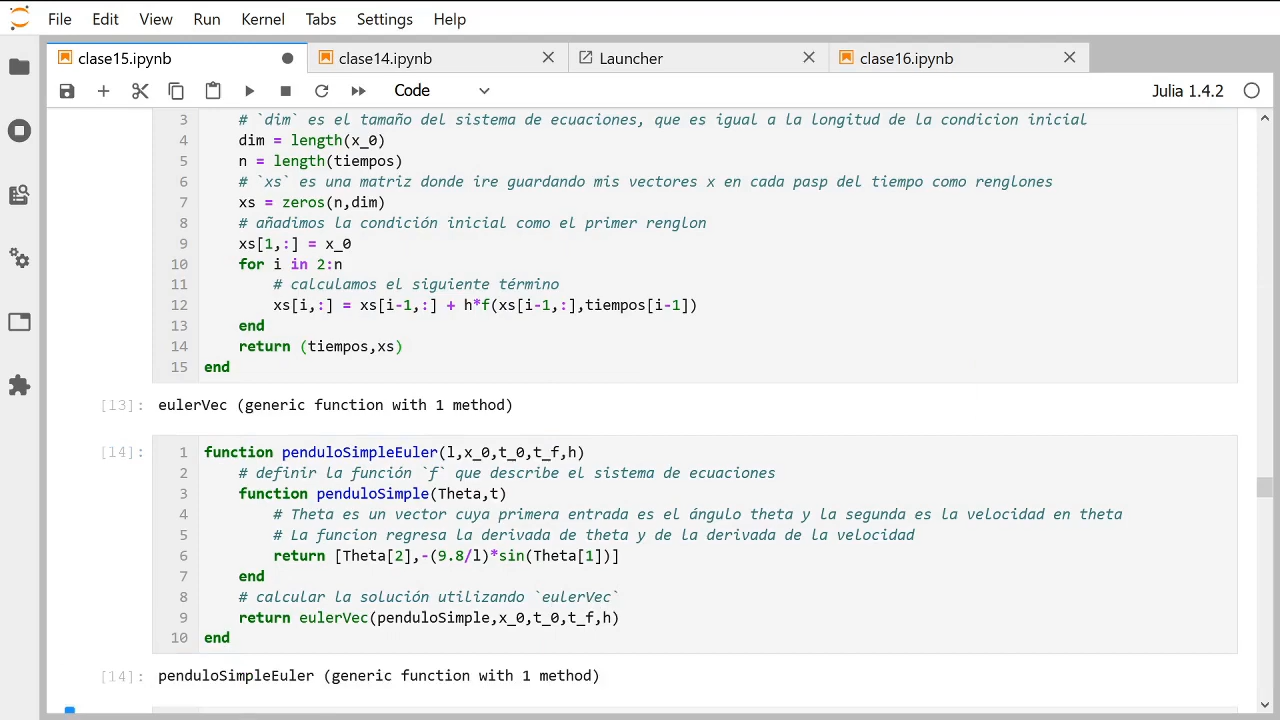 File Edit View Run Kernel Tabs Settings Help
clase15.ipynb clase14.ipynb Launcher clase16.ipynb
Code Julia 1.4.2
3 # `dim` es el tamaño del sistema de ecuaciones, que es igual a la longitud de la condicion inicial
4 dim = length(x_0)
5 n = length(tiempos)
6 # `xs` es una matriz donde ire guardando mis vectores x en cada pasp del tiempo como renglones
7 xs = zeros(n,dim)
8 # añadimos la condición inicial como el primer renglon
9 xs[1,:] = x_0
10 for i in 2:n
11 # calculamos el siguiente término
12 xs[i,:] = xs[i-1,:] + h*f(xs[i-1,:],tiempos[i-1])
13 end
14 return (tiempos,xs)
15 end
[13]: eulerVec (generic function with 1 method)
[14]: 1 function penduloSimpleEuler(l,x_0,t_0,t_f,h)
2 # definir la función `f` que describe el sistema de ecuaciones
3 function penduloSimple(Theta,t)
4 # Theta es un vector cuya primera entrada es el ángulo theta y la segunda es la velocidad en theta
5 # La funcion regresa la derivada de theta y de la derivada de la velocidad
6 return [Theta[2],-(9.8/l)*sin(Theta[1])]
7 end
8 # calcular la solución utilizando `eulerVec`
9 return eulerVec(penduloSimple,x_0,t_0,t_f,h)
10 end
[14]: penduloSimpleEuler (generic function with 1 method)